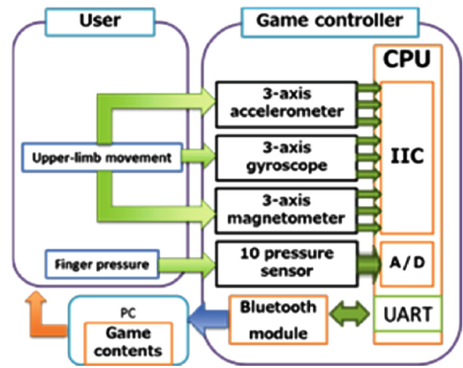 User
Game controller
CPU
3-axis
accelerometer
Upper-limb movement
3-axis
gyroscope
IIC
3-axis
magnetometer
Finger pressure
10 pressure
sensor
A/D
PC
Game
contents
Bluetooth
module
UART